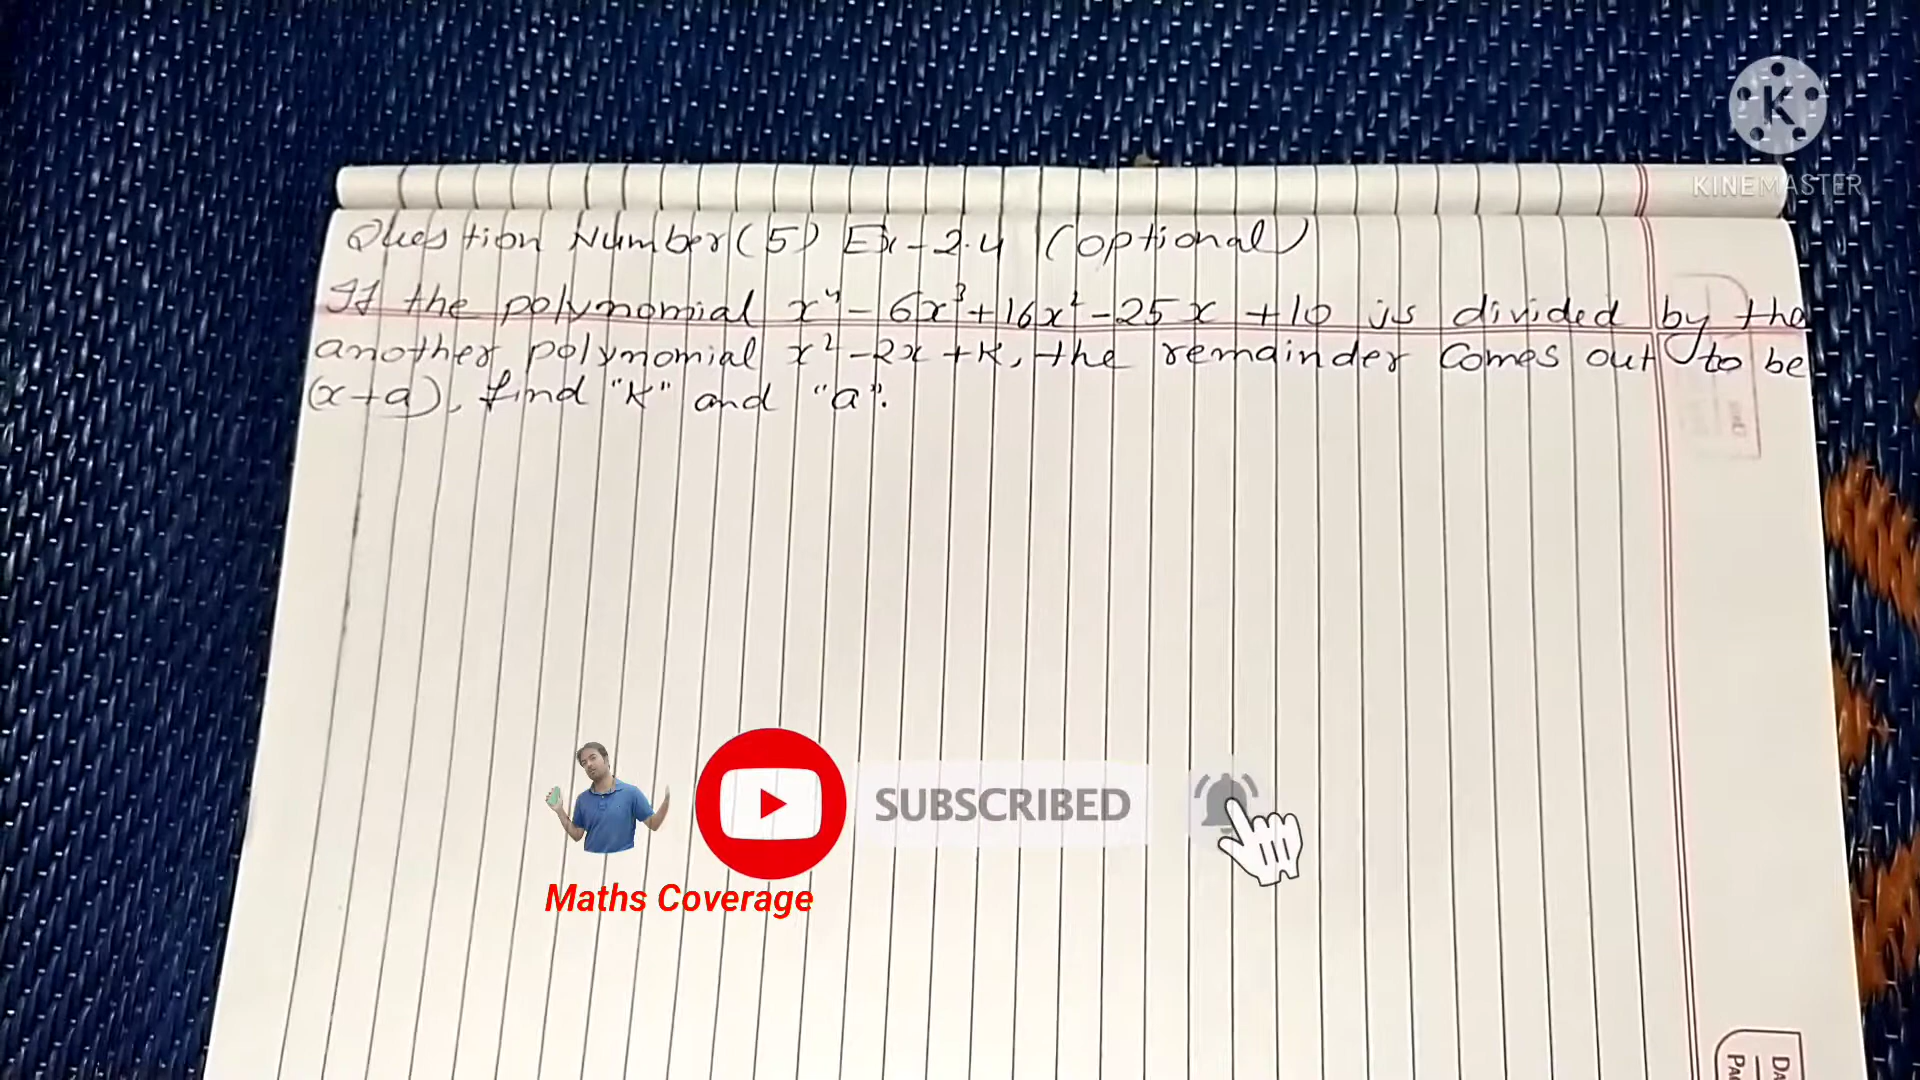 KINEMASTER
Question Number (5) Ex-2.4 (optional)
If the polynomial x⁴ - 6x³ + 16x² - 25x + 10 is divided by the
another polynomial x² - 2x + K, the remainder comes out to be
(x+a), find "K" and "a".
SUBSCRIBED
Maths Coverage